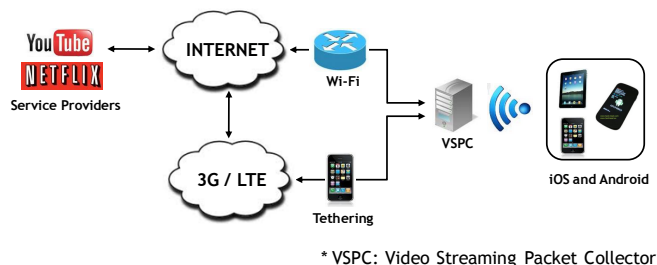 YouTube
NETFLIX
Service Providers
INTERNET
Wi-Fi
3G / LTE
Tethering
VSPC
iOS and Android
* VSPC: Video Streaming Packet Collector